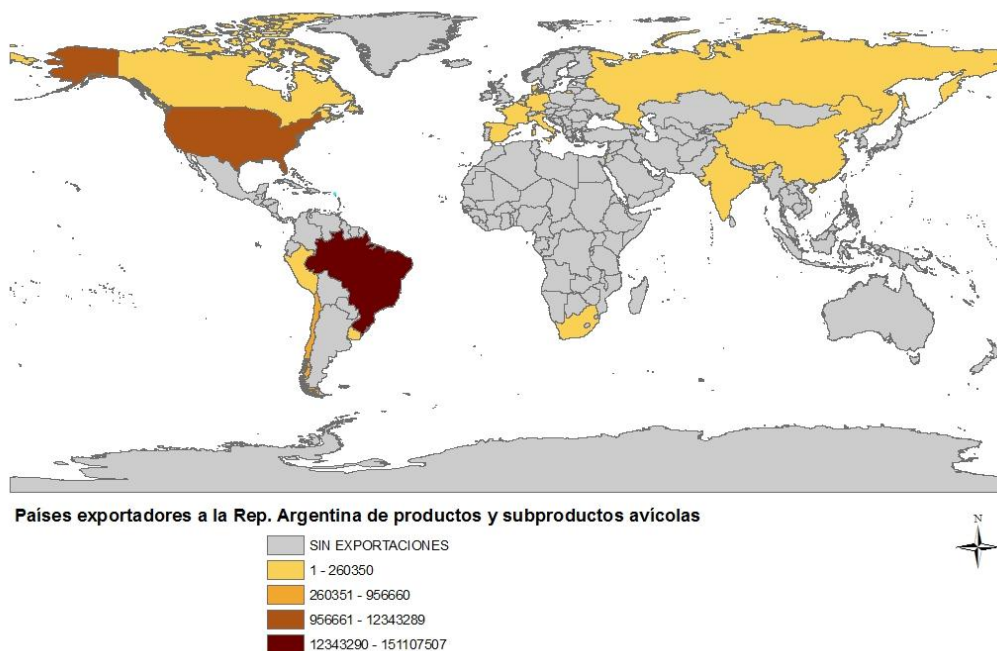 Países exportadores a la Rep. Argentina de productos y subproductos avícolas
N
SIN EXPORTACIONES
1 - 260350
260351 - 956660
956661 - 12343289
12343290 - 151107507